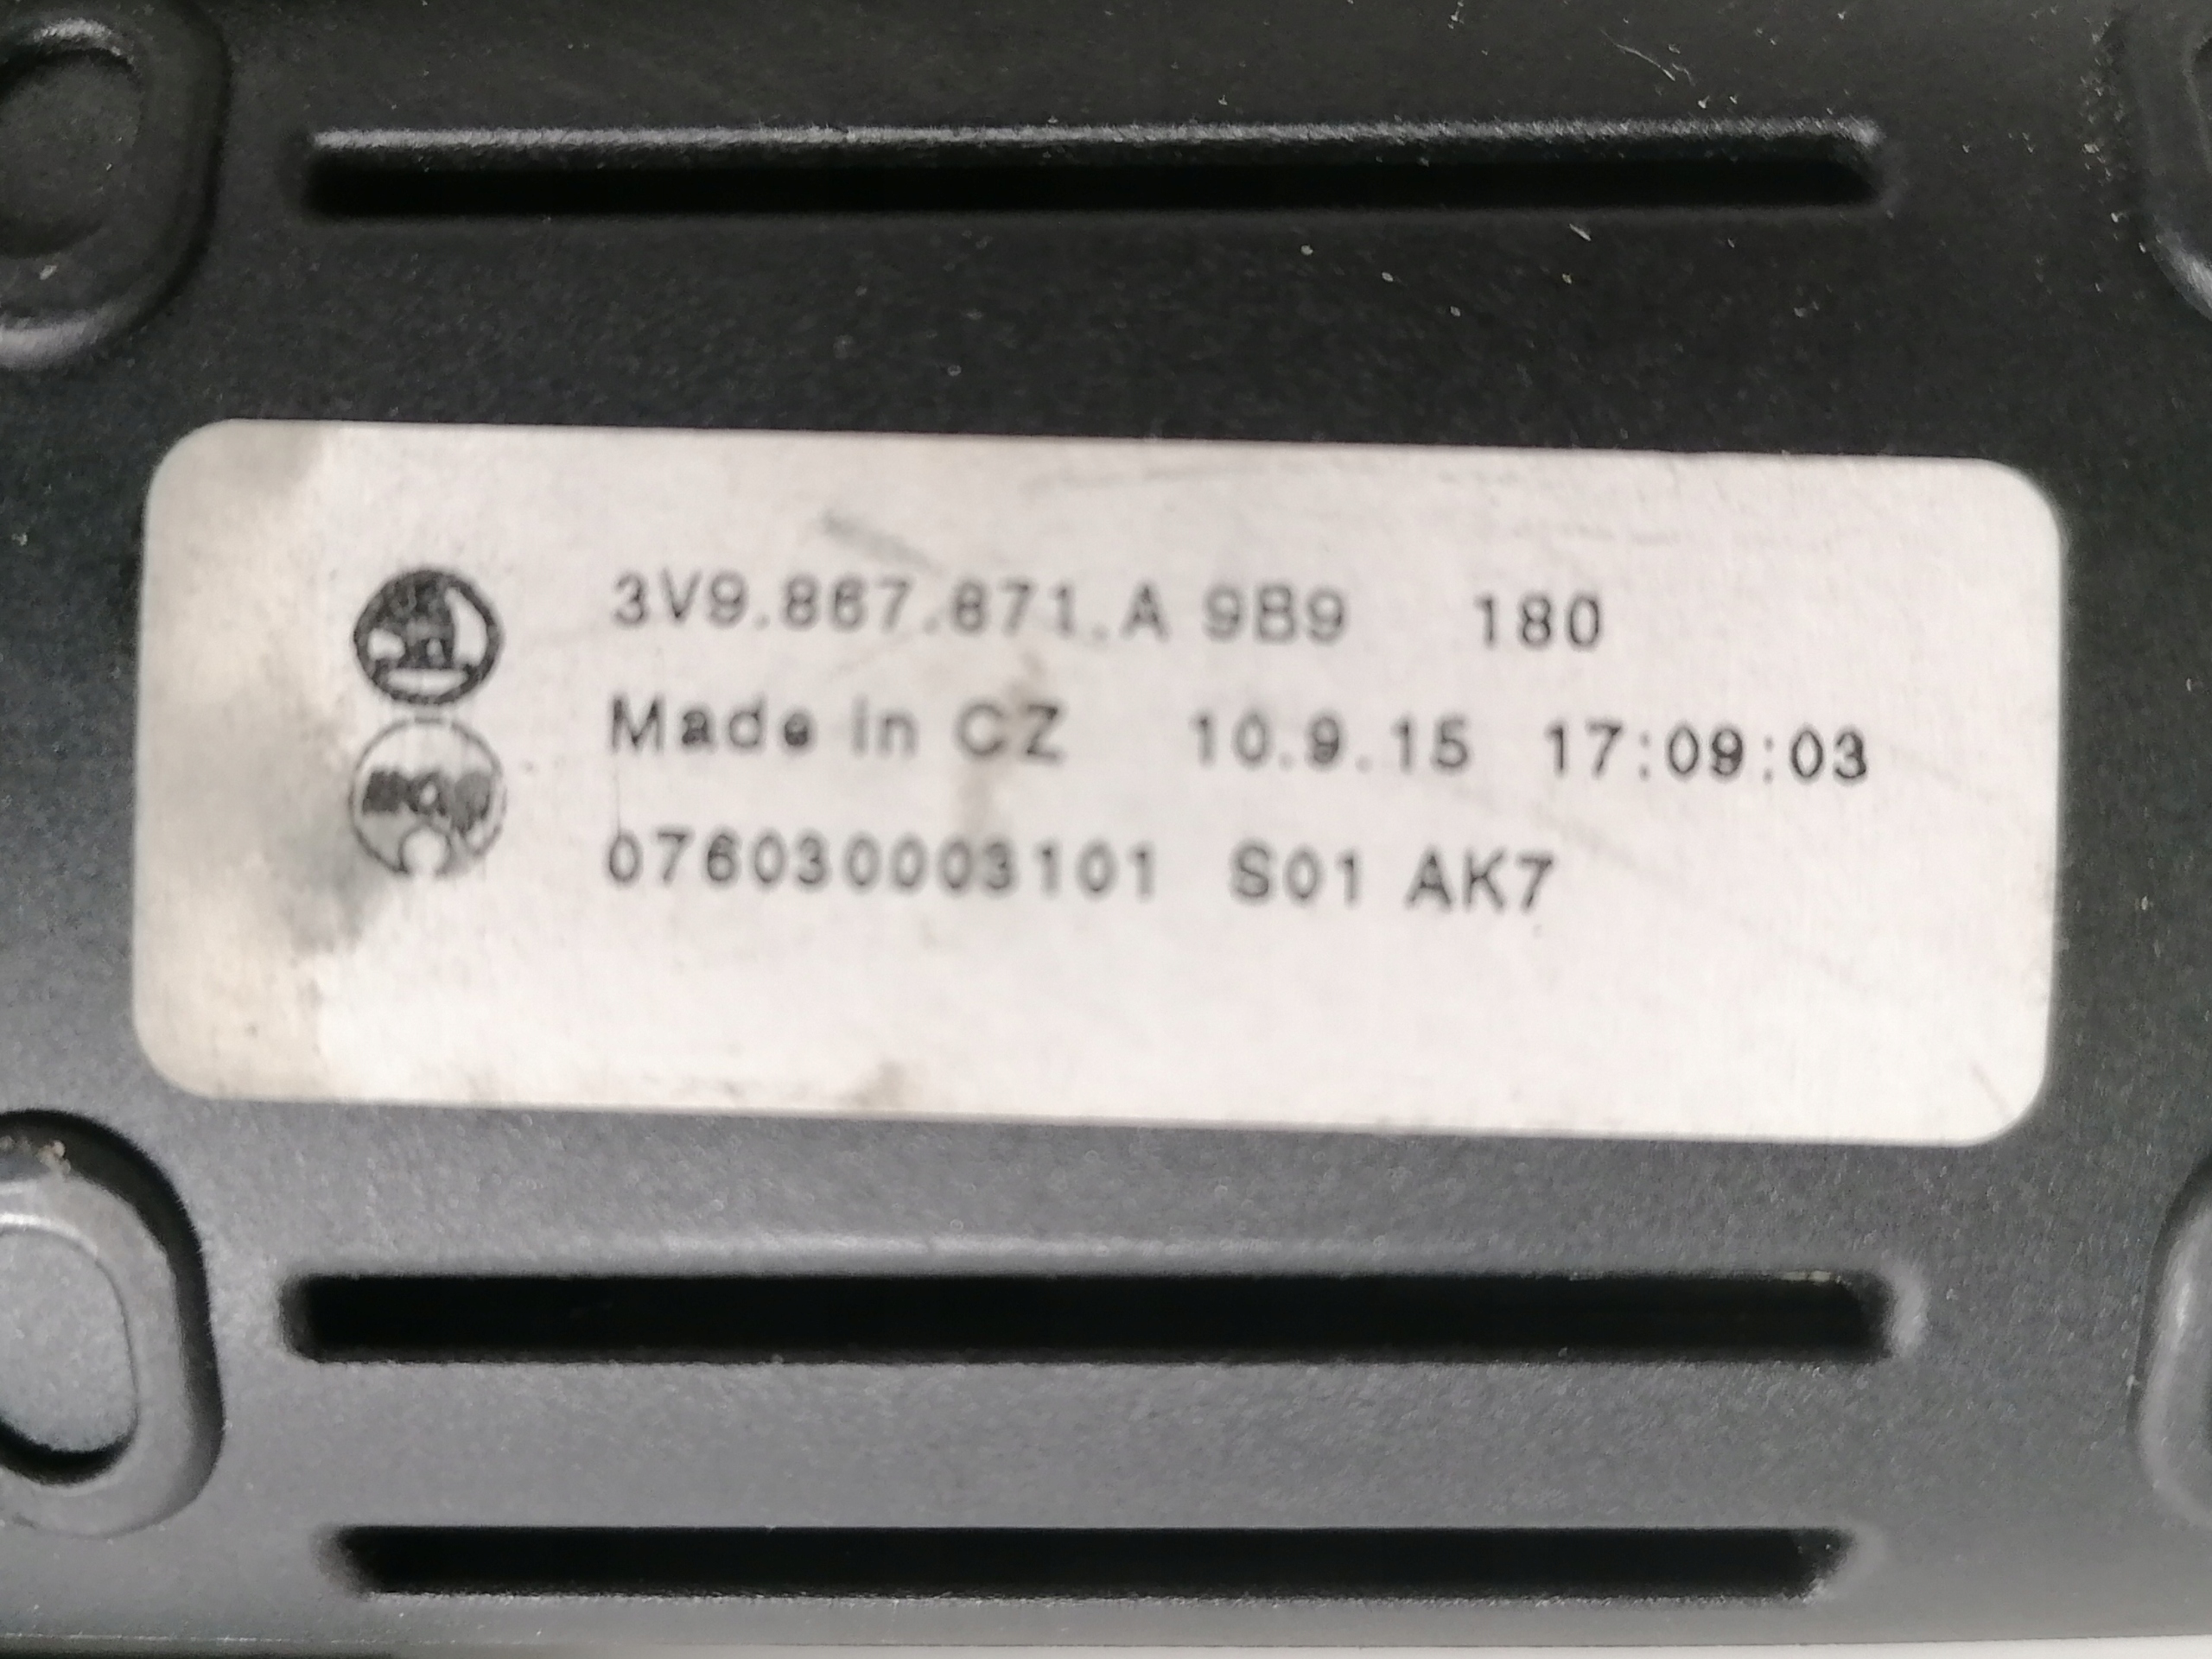 3V9.867.871.A 9B9 180
Made in CZ 10.9.15 17:09:03
076030003101 S01 AK7